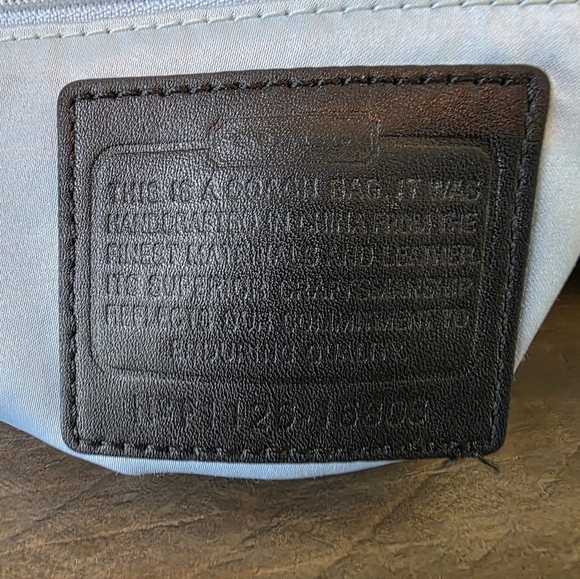 COACH
THIS IS A COACH BAG. IT WAS
HANDCRAFTED IN CHINA FROM THE
FINEST MATERIALS AND LEATHER.
ITS SUPERIOR CRAFTSMANSHIP
REFLECTS OUR COMMITMENT TO
ENDURING QUALITY.